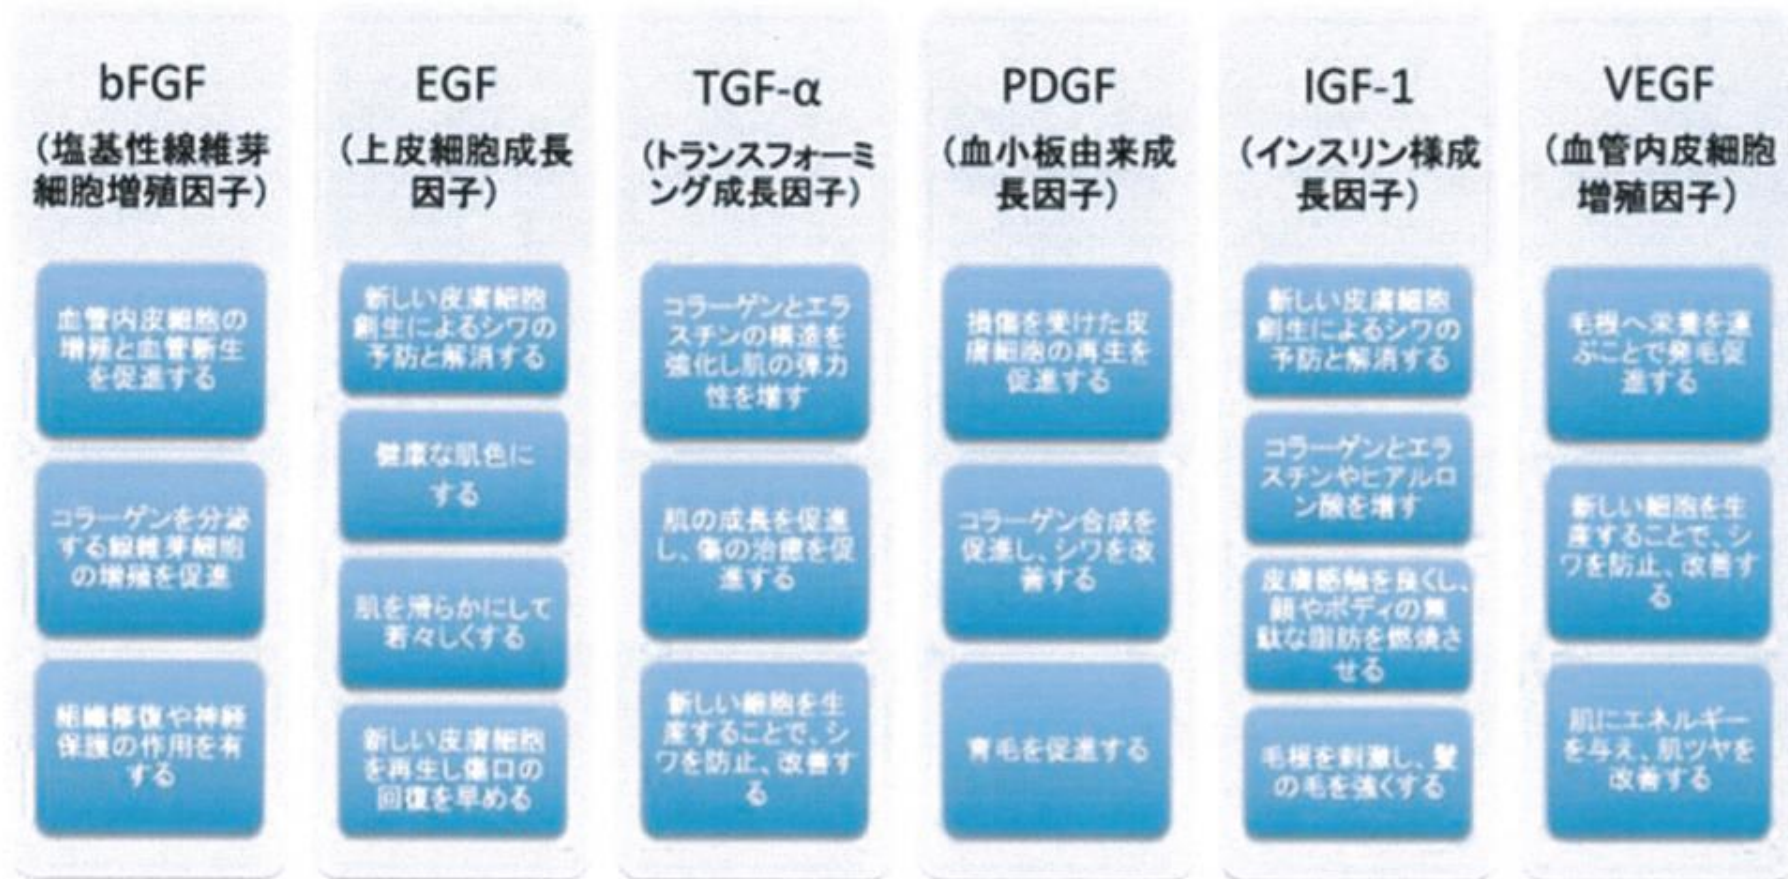 bFGF
(塩基性線維芽
細胞増殖因子)
血管内皮細胞の
増殖と血管新生
を促進する
コラーゲンを分泌
する線維芽細胞
の増殖を促進
組織修復や神経
保護の作用を有
する
EGF
(上皮細胞成長
因子)
新しい皮膚細胞
創生によるシワの
予防と解消する
健康な肌色に
する
肌を滑らかにして
若々しくする
新しい皮膚細胞
を再生し傷口の
回復を早める
TGF-α
(トランスフォーミ
ング成長因子)
コラーゲンとエラ
スチンの構造を
強化し肌の弾力
性を増す
肌の成長を促進
し、傷の治癒を促
進する
新しい細胞を生
産することで、シ
ワを防止、改善す
る
PDGF
(血小板由来成
長因子)
損傷を受けた皮
膚細胞の再生を
促進する
コラーゲン合成を
促進し、シワを改
善する
育毛を促進する
IGF-1
(インスリン様成
長因子)
新しい皮膚細胞
創生によるシワの
予防と解消する
コラーゲンとエラ
スチンやヒアルロ
ン酸を増す
皮膚感触を良くし、
顔やボディの無
駄な脂肪を燃焼さ
せる
毛根を刺激し、髪
の毛を強くする
VEGF
(血管内皮細胞
増殖因子)
毛根へ栄養を運
ぶことで発毛促
進する
新しい細胞を生
産することで、シ
ワを防止、改善す
る
肌にエネルギー
を与え、肌ツヤを
改善する